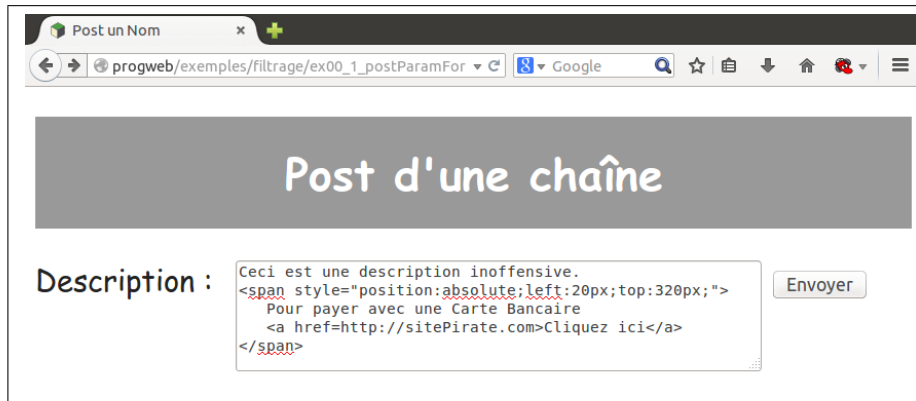 Post un Nom
progweb/exemples/filtrage/ex00_1_postParamFor
Google
Post d'une chaîne
Description :
Ceci est une description inoffensive.
<span style="position:absolute;left:20px;top:320px;">
Pour payer avec une Carte Bancaire
<a href=http://sitePirate.com>Cliquez ici</a>
</span>
Envoyer